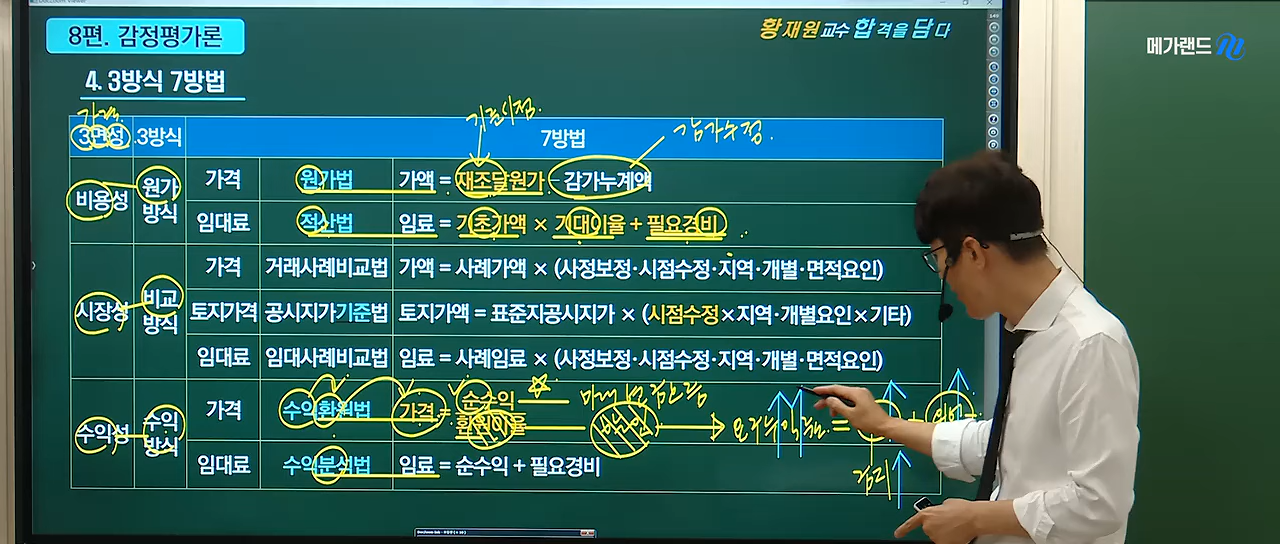 8편. 감정평가론
황재원 교수 합격을 담다
메가랜드
4. 3방식 7방법
기준시점.
감가수정.
3면성 3방식 7방법
비용성 원가방식 가격 원가법 가액 = 재조달원가 - 감가누계액
임대료 적산법 임료 = 기초가액 × 기대이율 + 필요경비
시장성 비교방식 가격 거래사례비교법 가액 = 사례가액 × (사정보정·시점수정·지역·개별·면적요인)
토지가격 공시지가기준법 토지가액 = 표준지공시지가 × (시점수정×지역·개별요인×기타)
임대료 임대사례비교법 임료 = 사례임료 × (사정보정·시점수정·지역·개별·면적요인)
수익성 수익방식 가격 수익환원법 가격 = 순수익 / 환원이율
임대료 수익분석법 임료 = 순수익 + 필요경비
금리